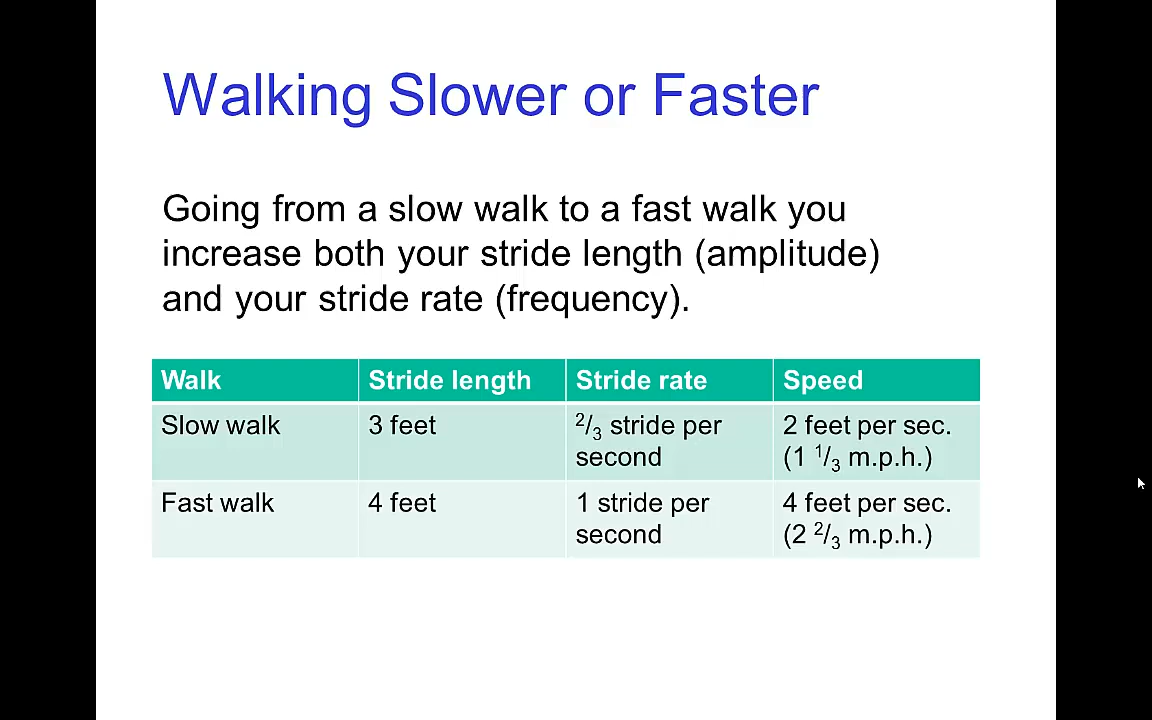 Walking Slower or Faster
Going from a slow walk to a fast walk you
increase both your stride length (amplitude)
and your stride rate (frequency).
Walk Stride length Stride rate Speed
Slow walk 3 feet 2/3 stride per second 2 feet per sec. (1 1/3 m.p.h.)
Fast walk 4 feet 1 stride per second 4 feet per sec. (2 2/3 m.p.h.)